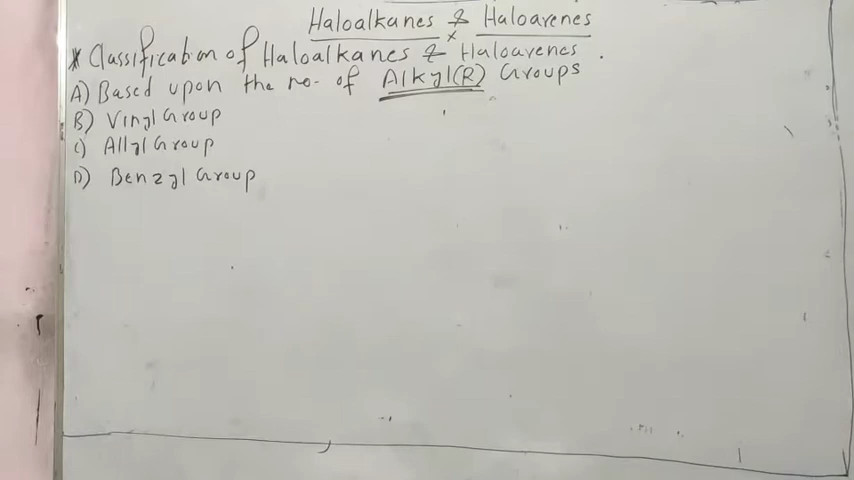 Haloalkanes & Haloarenes
* Classification of Haloalkanes & Haloarenes .
A) Based upon the no. of Alkyl(R) Groups
B) Vinyl Group
C) Allyl Group
D) Benzyl Group